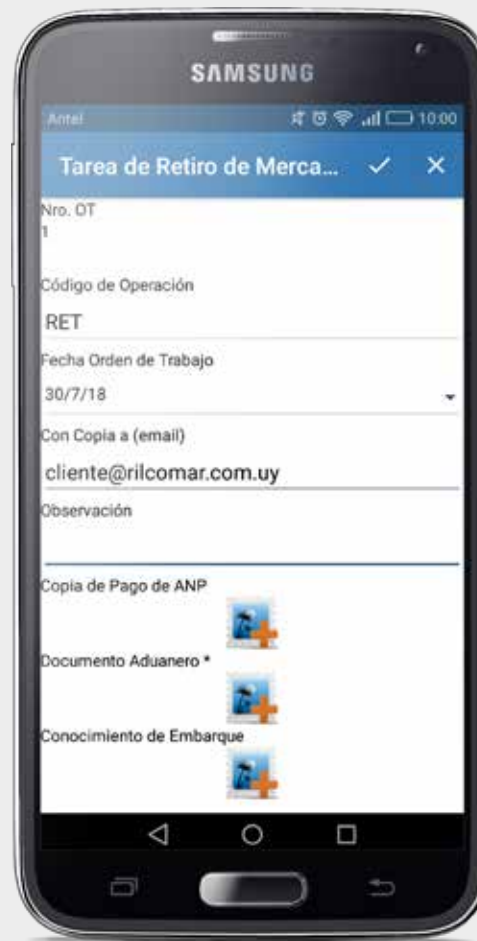 SAMSUNG
Antel 10:00
Tarea de Retiro de Merca...
Nro. OT
1
Código de Operación
RET
Fecha Orden de Trabajo
30/7/18
Con Copia a (email)
cliente@rilcomar.com.uy
Observación
Copia de Pago de ANP
Documento Aduanero *
Conocimiento de Embarque